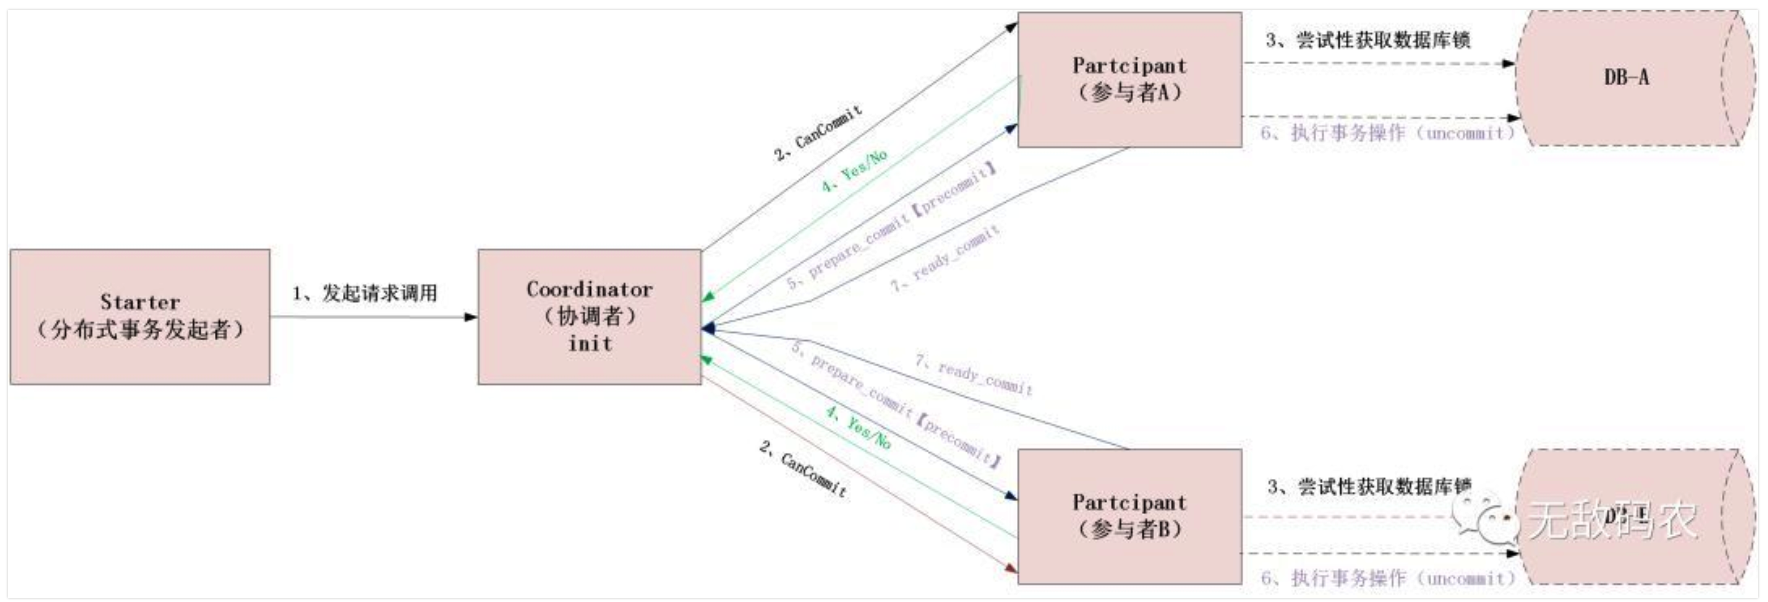 Partcipant
（参与者A）
3、尝试性获取数据库锁
DB-A
6、执行事务操作（uncommit）
2、CanCommit
4、Yes/No
5、prepare_commit【precommit】
7、ready_commit
Starter
（分布式事务发起者）
1、发起请求调用
Coordinator
（协调者）
init
5、prepare_commit【precommit】
7、ready_commit
4、Yes/No
2、CanCommit
Partcipant
（参与者B）
3、尝试性获取数据库锁
无敌码农
6、执行事务操作（uncommit）